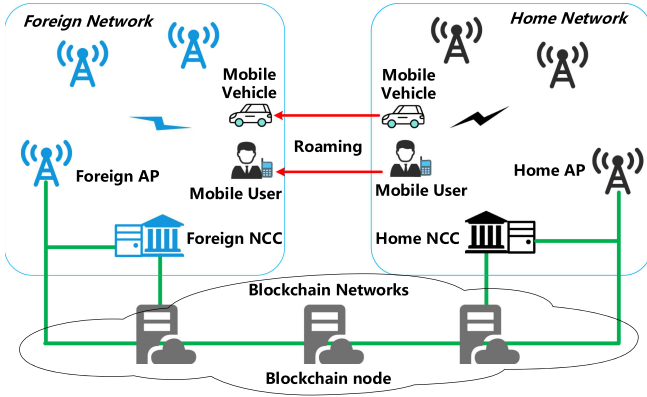 Foreign Network
Home Network
Mobile
Vehicle
Mobile
Vehicle
Roaming
Foreign AP
Mobile User
Mobile User
Home AP
Foreign NCC
Home NCC
Blockchain Networks
Blockchain node